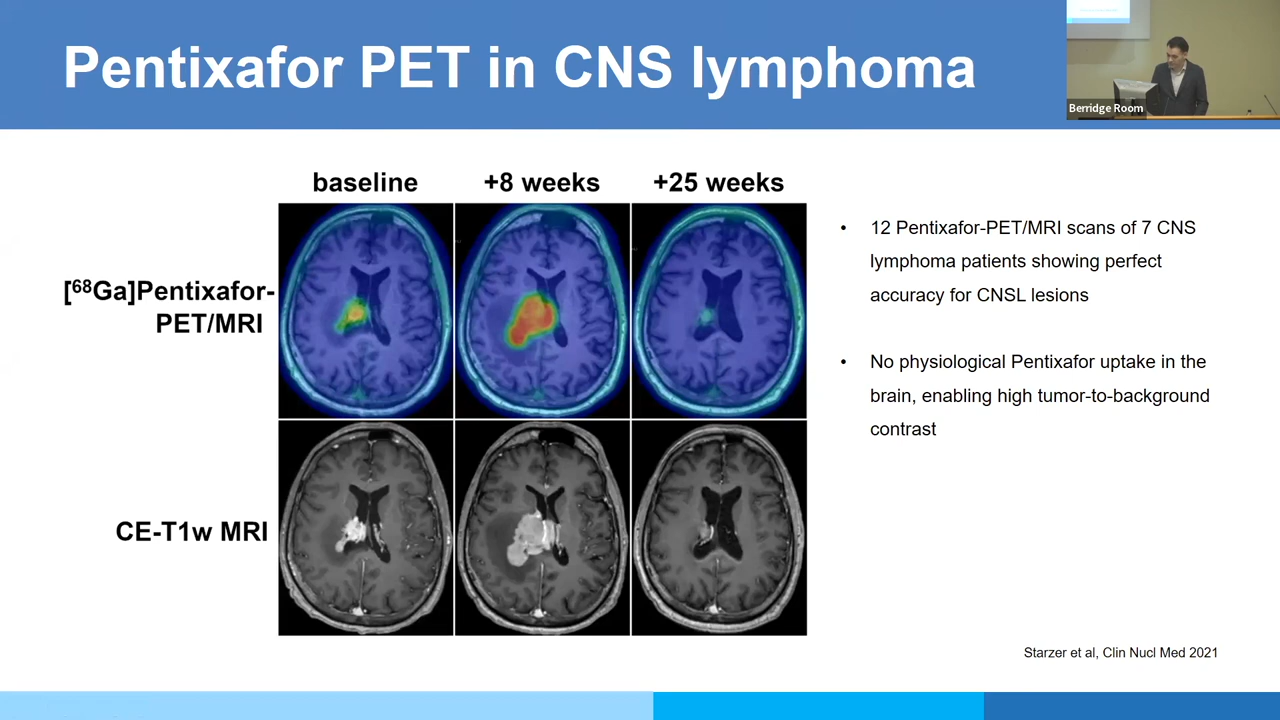 Pentixafor PET in CNS lymphoma
Berridge Room
baseline
+8 weeks
+25 weeks
[⁶⁸Ga]Pentixafor-
PET/MRI
CE-T1w MRI
• 12 Pentixafor-PET/MRI scans of 7 CNS
lymphoma patients showing perfect
accuracy for CNSL lesions
• No physiological Pentixafor uptake in the
brain, enabling high tumor-to-background
contrast
Starzer et al, Clin Nucl Med 2021